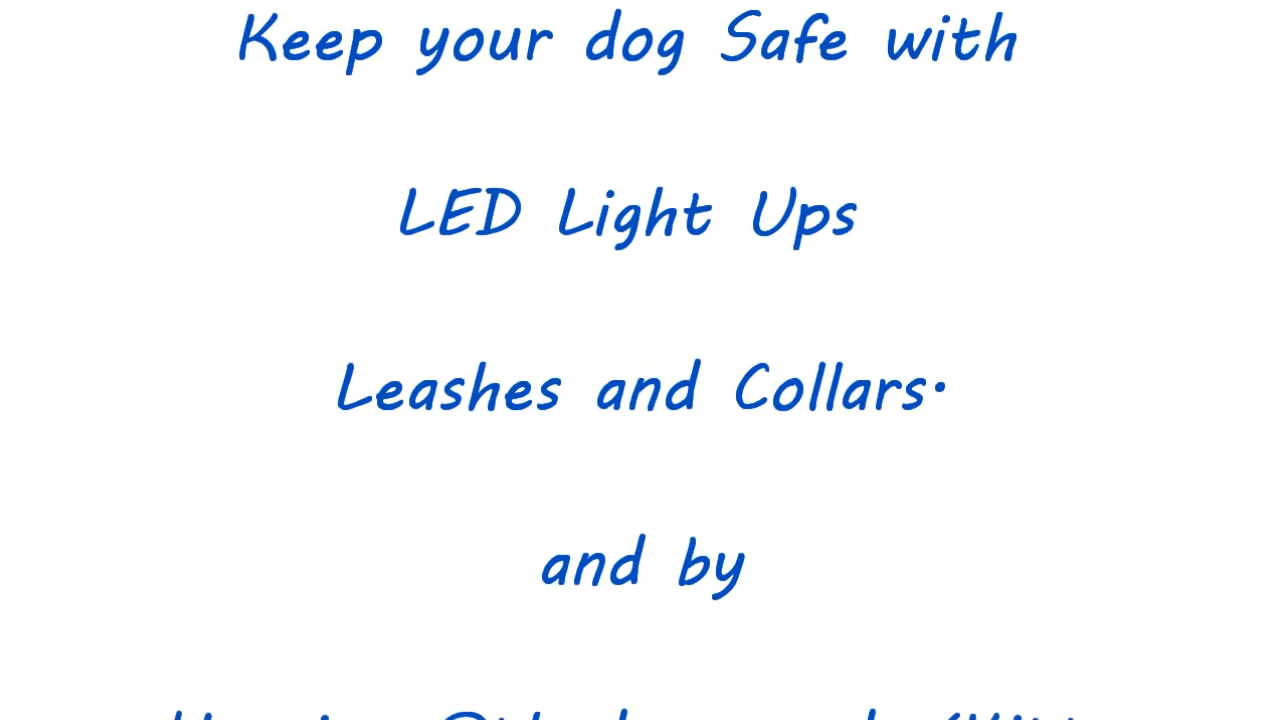 Keep your dog Safe with
LED Light Ups
Leashes and Collars.
and by